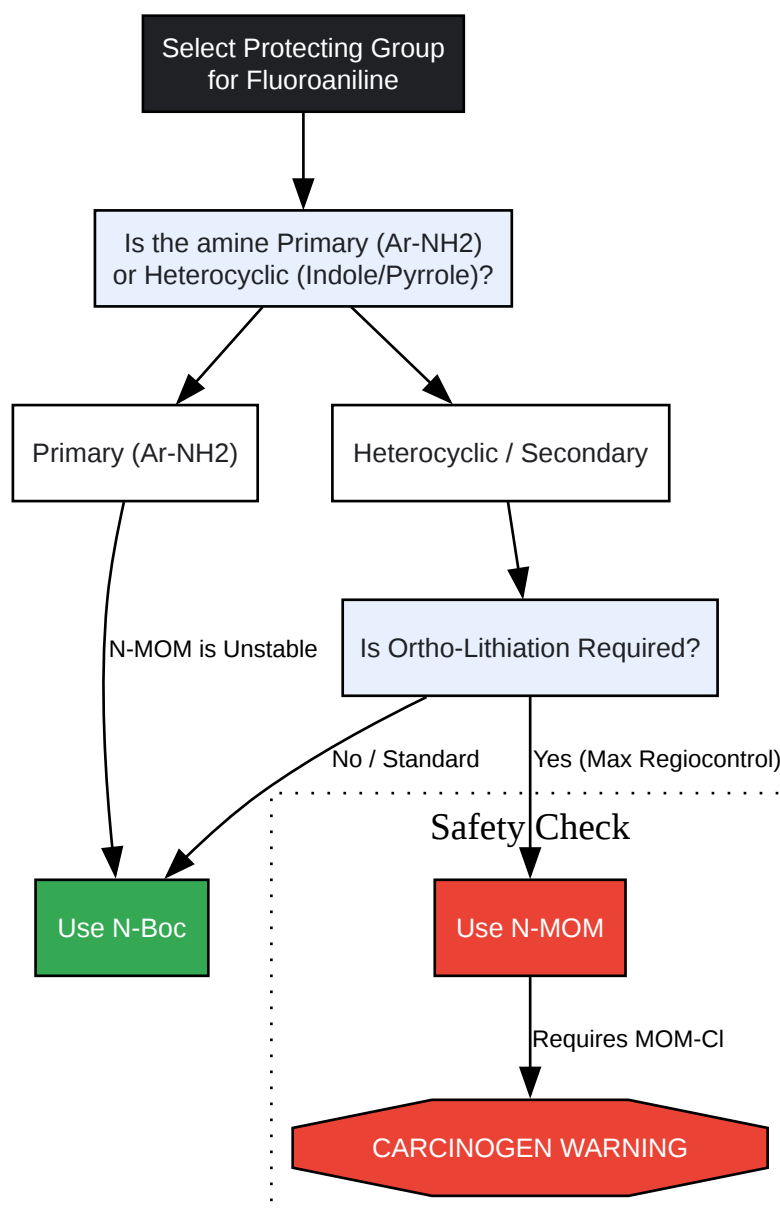 Select Protecting Group
for Fluoroaniline
Is the amine Primary (Ar-NH2)
or Heterocyclic (Indole/Pyrrole)?
Primary (Ar-NH2)
Heterocyclic / Secondary
N-MOM is Unstable
Is Ortho-Lithiation Required?
No / Standard
Yes (Max Regiocontrol)
Safety Check
Use N-Boc
Use N-MOM
Requires MOM-Cl
CARCINOGEN WARNING